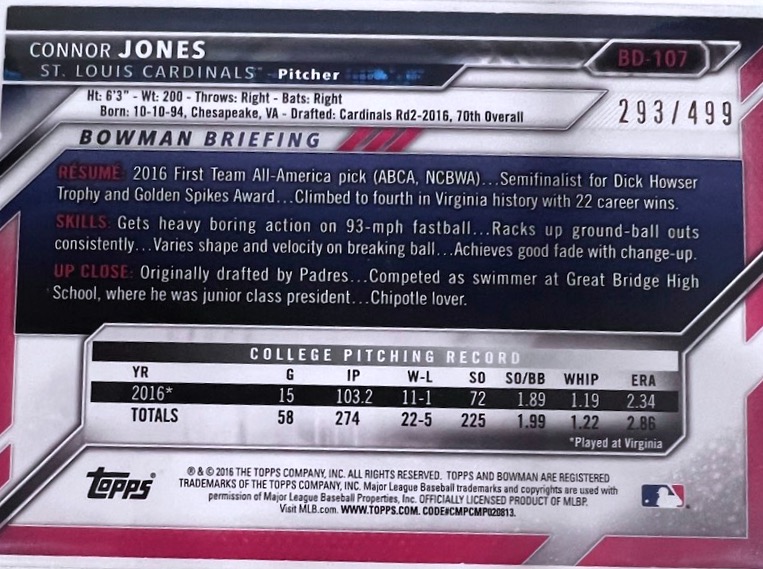 CONNOR JONES
BD-107
ST. LOUIS CARDINALS™ Pitcher
Ht: 6'3" - Wt: 200 - Throws: Right - Bats: Right
Born: 10-10-94, Chesapeake, VA - Drafted: Cardinals Rd2-2016, 70th Overall
293/499
BOWMAN BRIEFING
RÉSUMÉ: 2016 First Team All-America pick (ABCA, NCBWA)...Semifinalist for Dick Howser
Trophy and Golden Spikes Award...Climbed to fourth in Virginia history with 22 career wins.
SKILLS: Gets heavy boring action on 93-mph fastball...Racks up ground-ball outs
consistently...Varies shape and velocity on breaking ball...Achieves good fade with change-up.
UP CLOSE: Originally drafted by Padres...Competed as swimmer at Great Bridge High
School, where he was junior class president...Chipotle lover.
COLLEGE PITCHING RECORD
YR G IP W-L SO SO/BB WHIP ERA
2016* 15 103.2 11-1 72 1.89 1.19 2.34
TOTALS 58 274 22-5 225 1.99 1.22 2.86
*Played at Virginia
Topps®
® & © 2016 THE TOPPS COMPANY, INC. ALL RIGHTS RESERVED. TOPPS AND BOWMAN ARE REGISTERED
TRADEMARKS OF THE TOPPS COMPANY, INC. Major League Baseball trademarks and copyrights are used with
permission of Major League Baseball Properties, Inc. OFFICIALLY LICENSED PRODUCT OF MLBP.
Visit MLB.com. WWW.TOPPS.COM. CODE#CMPCMP020813.